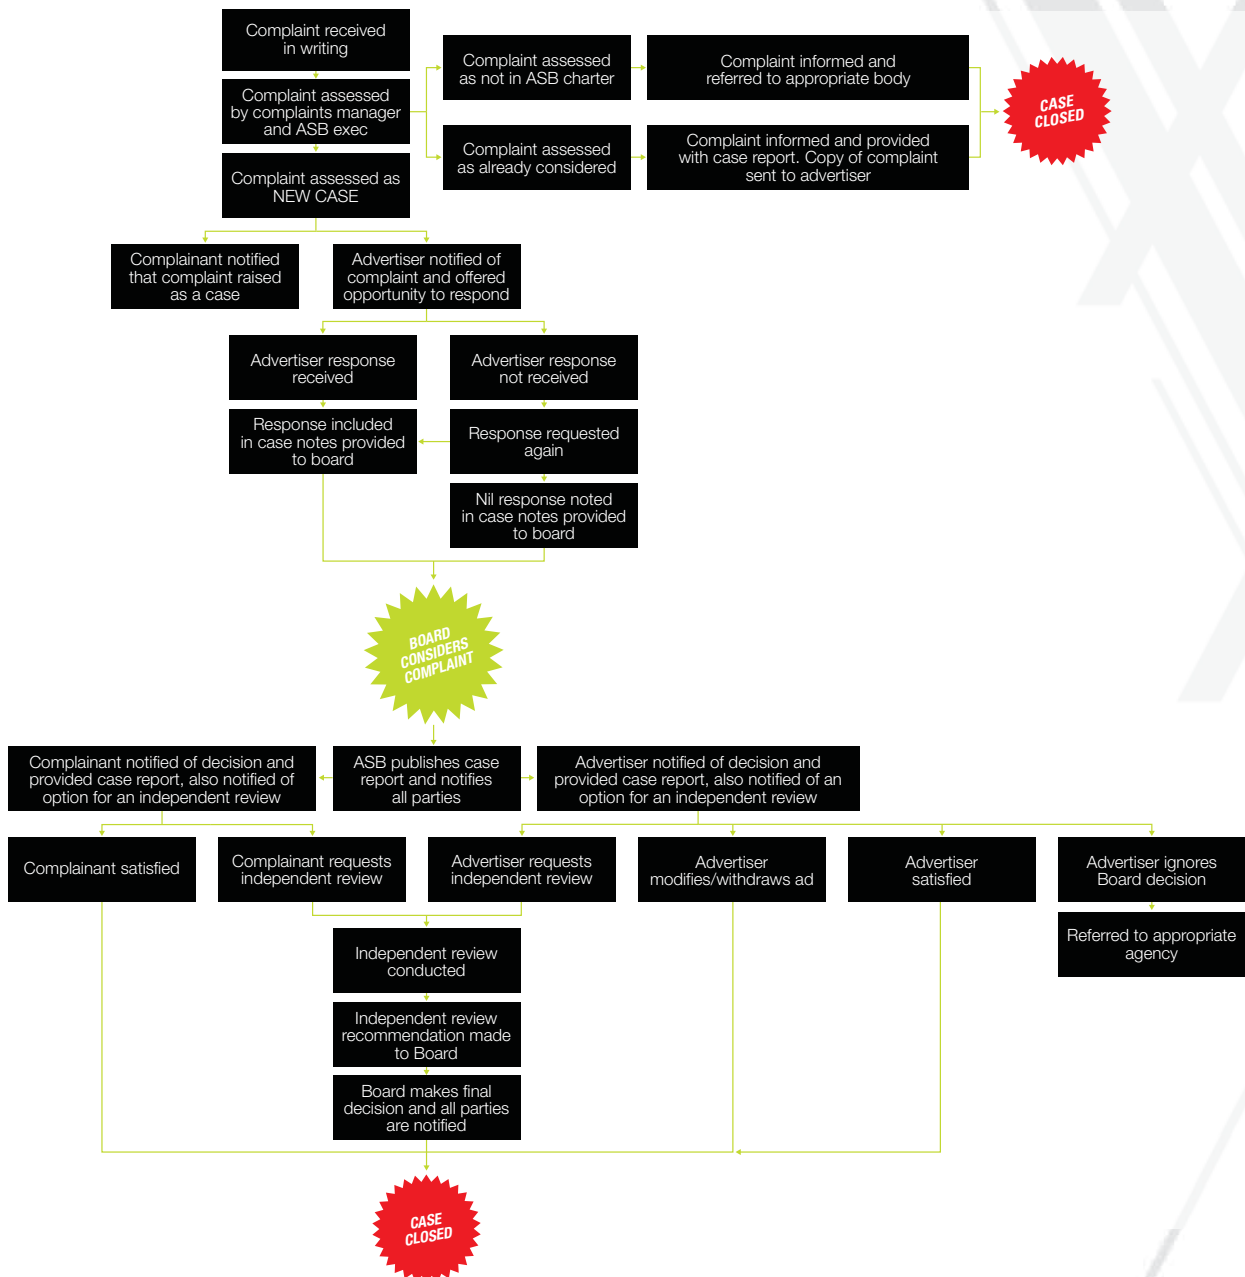 Complaint received
in writing
Complaint assessed
by complaints manager
and ASB exec
Complaint assessed as
NEW CASE
Complaint assessed
as not in ASB charter
Complaint informed and
referred to appropriate body
Complaint assessed
as already considered
Complaint informed and provided
with case report. Copy of complaint
sent to advertiser
CASE
CLOSED
Complainant notified
that complaint raised
as a case
Advertiser notified of
complaint and offered
opportunity to respond
Advertiser response
received
Advertiser response
not received
Response included
in case notes provided
to board
Response requested
again
Nil response noted
in case notes provided
to board
BOARD
CONSIDERS
COMPLAINT
Complainant notified of decision and
provided case report, also notified of
option for an independent review
ASB publishes case
report and notifies
all parties
Advertiser notified of decision and
provided case report, also notified of an
option for an independent review
Complainant satisfied
Complainant requests
independent review
Advertiser requests
independent review
Advertiser
modifies/withdraws ad
Advertiser
satisfied
Advertiser ignores
Board decision
Referred to appropriate
agency
Independent review
conducted
Independent review
recommendation made
to Board
Board makes final
decision and all parties
are notified
CASE
CLOSED